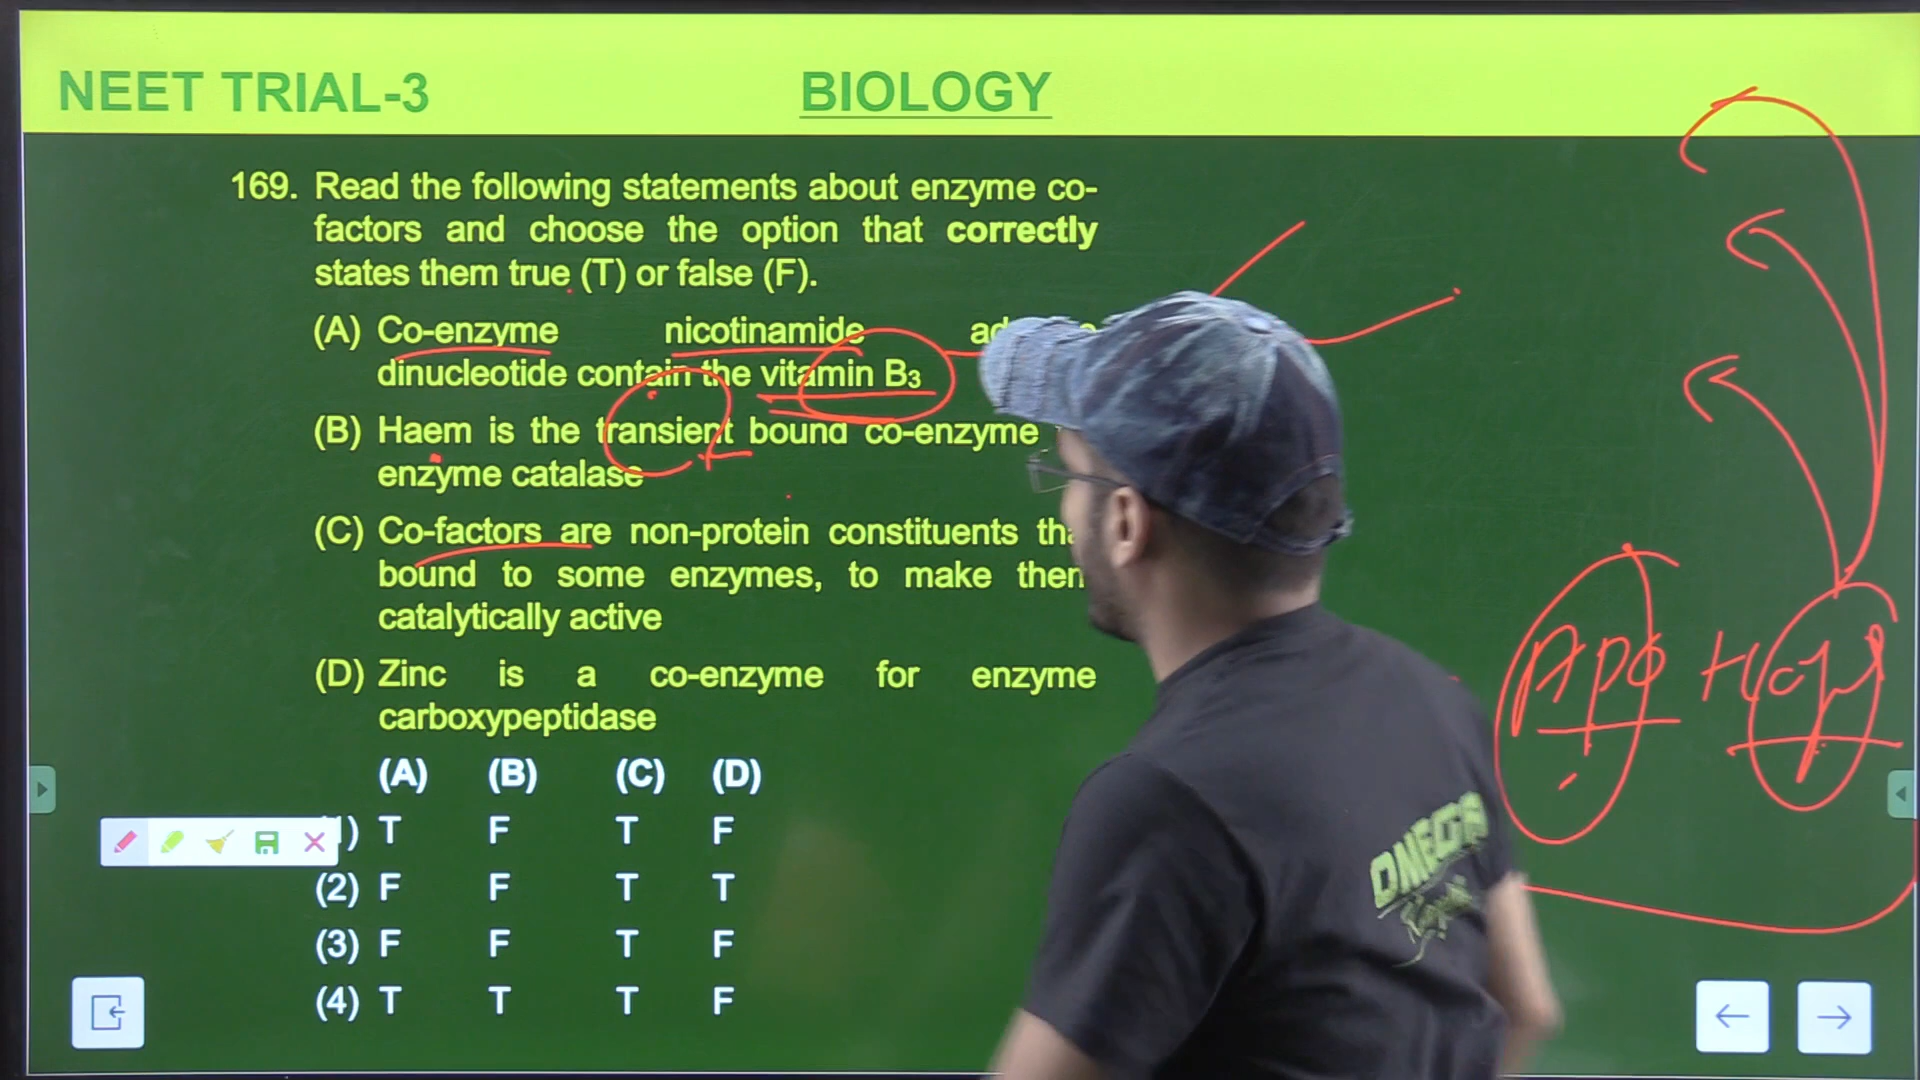 NEET TRIAL-3
BIOLOGY
169. Read the following statements about enzyme co-
factors and choose the option that correctly
states them true (T) or false (F).
(A) Co-enzyme nicotinamide
dinucleotide contain the vitamin B₃
(B) Haem is the transient bound co-enzyme
enzyme catalase
(C) Co-factors are non-protein constituents
bound to some enzymes, to make them
catalytically active
(D) Zinc is a co-enzyme for enzyme
carboxypeptidase
(A) (B) (C) (D)
T F T F
(2) F F T T
(3) F F T F
(4) T T T F
APO
OMEGA